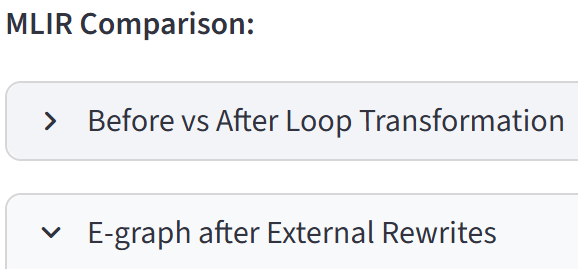 MLIR Comparison:
Before vs After Loop Transformation
E-graph after External Rewrites